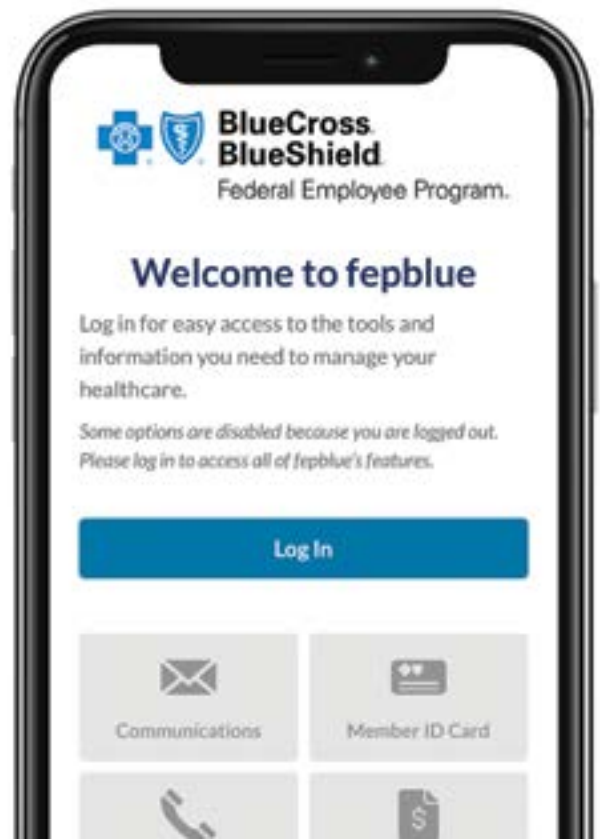 BlueCross
BlueShield
Federal Employee Program.
Welcome to fepblue
Log in for easy access to the tools and
information you need to manage your
healthcare.
Some options are disabled because you are logged out.
Please log in to access all of fepblue's features.
Log In
Communications
Member ID Card
$